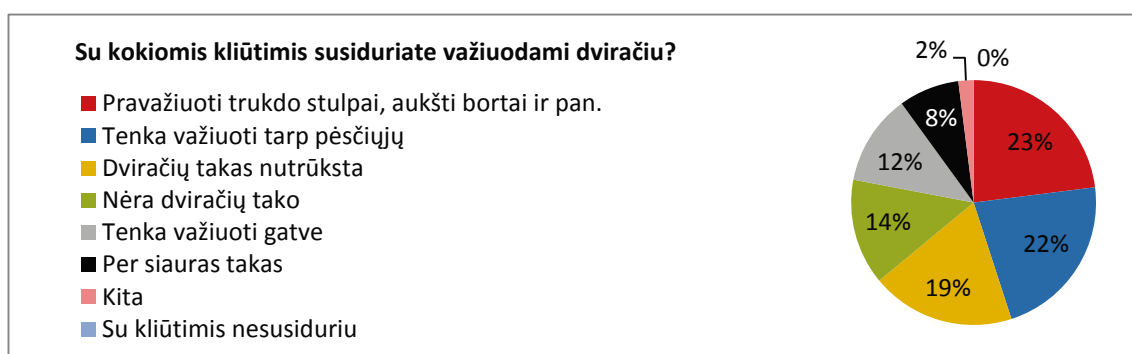 Su kokiomis kliūtimis susiduriate važiuodami dviračiu?
Pravažiuoti trukdo stulpai, aukšti bortai ir pan.
Tenka važiuoti tarp pėsčiųjų
Dviračių takas nutrūksta
Nėra dviračių tako
Tenka važiuoti gatve
Per siauras takas
Kita
Su kliūtimis nesusiduriu
2%
0%
8%
23%
12%
14%
22%
19%